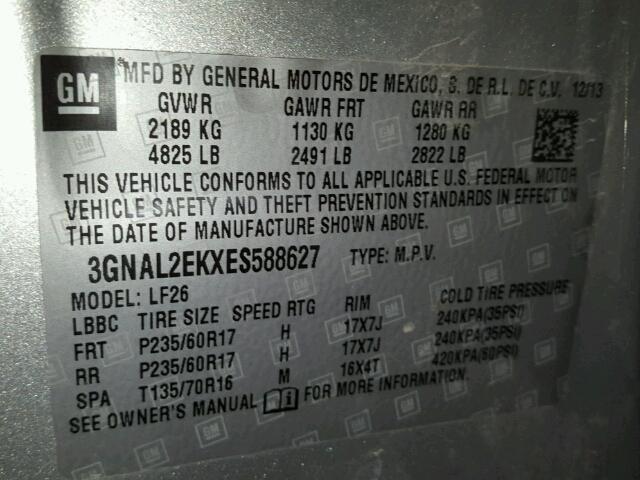 GM *MFD BY GENERAL MOTORS DE MEXICO, S. DE R.L. DE C.V. 12/13
GVWR GAWR FRT GAWR RR
2189 KG 1130 KG 1280 KG
4825 LB 2491 LB 2822 LB
THIS VEHICLE CONFORMS TO ALL APPLICABLE U.S. FEDERAL MOTOR
VEHICLE SAFETY AND THEFT PREVENTION STANDARDS IN EFFECT ON
THE DATE OF MANUFACTURE SHOWN ABOVE.
3GNAL2EKXES588627 TYPE: M.P.V.
MODEL: LF26
LBBC TIRE SIZE SPEED RTG RIM COLD TIRE PRESSURE
FRT P235/60R17 H 17X7J 240KPA(35PSI)
RR P235/60R17 H 17X7J 240KPA(35PSI)
SPA T135/70R16 M 16X4T 420KPA(60PSI)
SEE OWNER'S MANUAL FOR MORE INFORMATION.